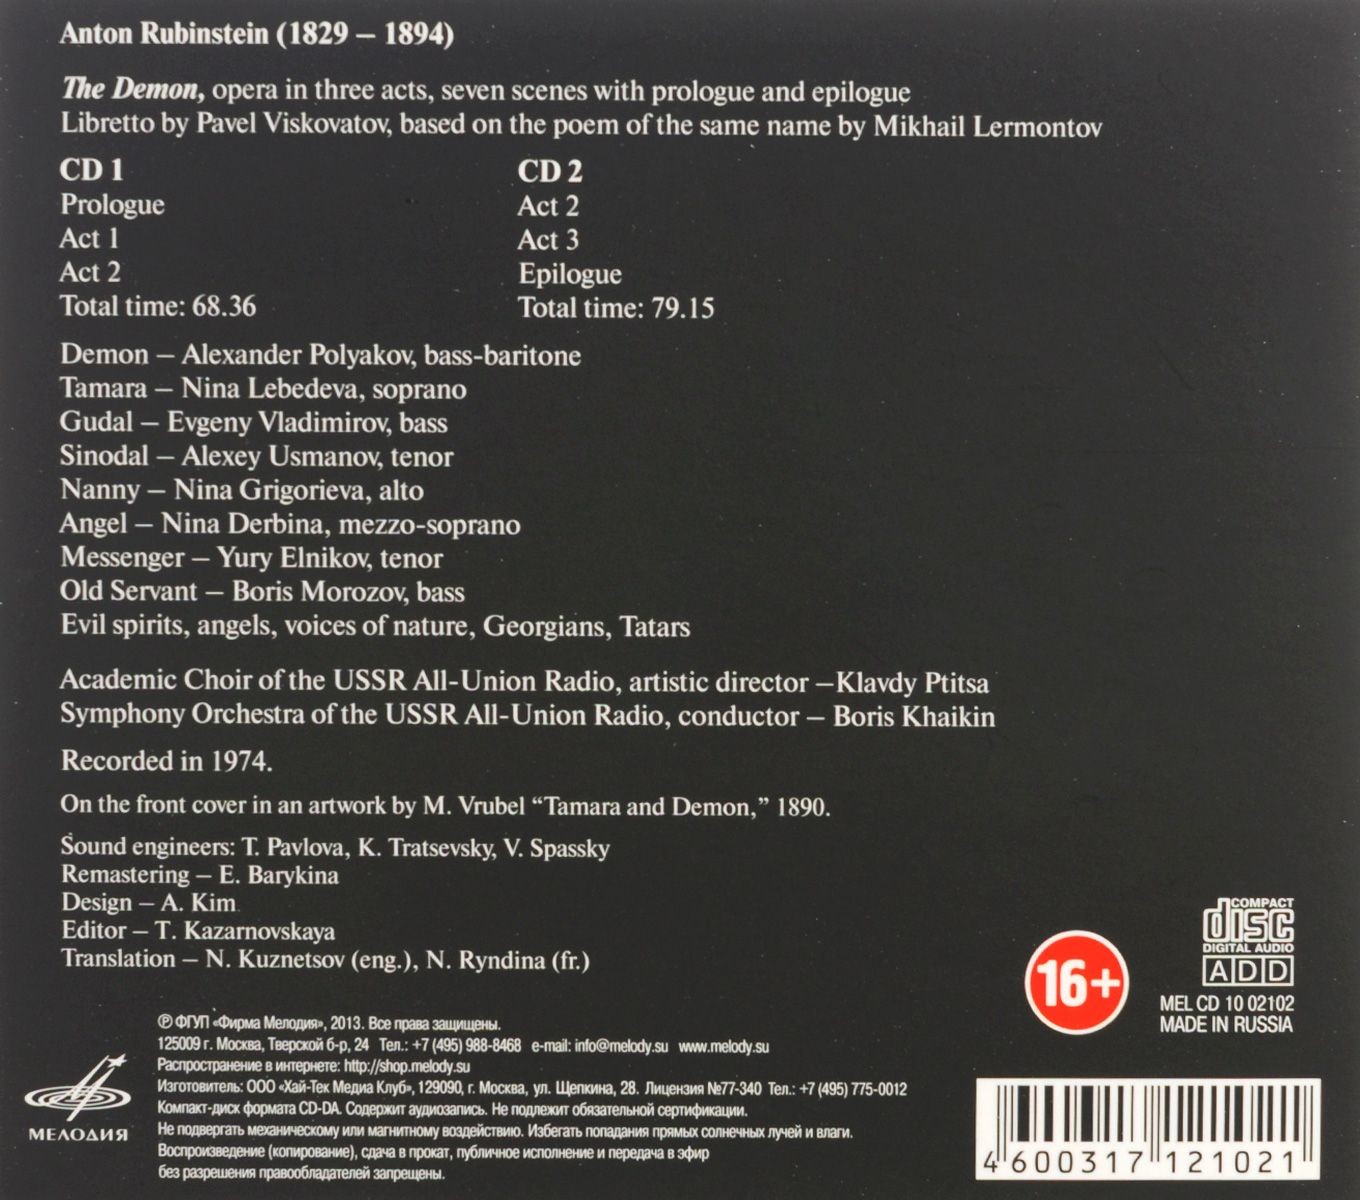 Anton Rubinstein (1829 – 1894)
The Demon, opera in three acts, seven scenes with prologue and epilogue
Libretto by Pavel Viskovatov, based on the poem of the same name by Mikhail Lermontov
CD 1
Prologue
Act 1
Act 2
Total time: 68.36
CD 2
Act 2
Act 3
Epilogue
Total time: 79.15
Demon – Alexander Polyakov, bass-baritone
Tamara – Nina Lebedeva, soprano
Gudal – Evgeny Vladimirov, bass
Sinodal – Alexey Usmanov, tenor
Nanny – Nina Grigorieva, alto
Angel – Nina Derbina, mezzo-soprano
Messenger – Yury Elnikov, tenor
Old Servant – Boris Morozov, bass
Evil spirits, angels, voices of nature, Georgians, Tatars
Academic Choir of the USSR All-Union Radio, artistic director –Klavdy Ptitsa
Symphony Orchestra of the USSR All-Union Radio, conductor – Boris Khaikin
Recorded in 1974.
On the front cover in an artwork by M. Vrubel “Tamara and Demon,” 1890.
Sound engineers: T. Pavlova, K. Tratsevsky, V. Spassky
Remastering – E. Barykina
Design – A. Kim
Editor – T. Kazarnovskaya
Translation – N. Kuznetsov (eng.), N. Ryndina (fr.)
16+
COMPACT
disc
DIGITAL AUDIO
ADD
MEL CD 10 02102
MADE IN RUSSIA
МЕЛОДИЯ
℗ ФГУП «Фирма Мелодия», 2013. Все права защищены.
125009 г. Москва, Тверской б-р, 24 Тел.: +7 (495) 988-8468 e-mail: info@melody.su www.melody.su
Распространение в интернете: http://shop.melody.su
Изготовитель: ООО «Хай-Тек Медиа Клуб», 129090, г. Москва, ул. Щепкина, 28. Лицензия №77-340 Тел.: +7 (495) 775-0012
Компакт-диск формата CD-DA. Содержит аудиозапись. Не подлежит обязательной сертификации.
Не подвергать механическому или магнитному воздействию. Избегать попадания прямых солнечных лучей и влаги.
Воспроизведение (копирование), сдача в прокат, публичное исполнение и передача в эфир
без разрешения правообладателей запрещены.
4 600317 121021